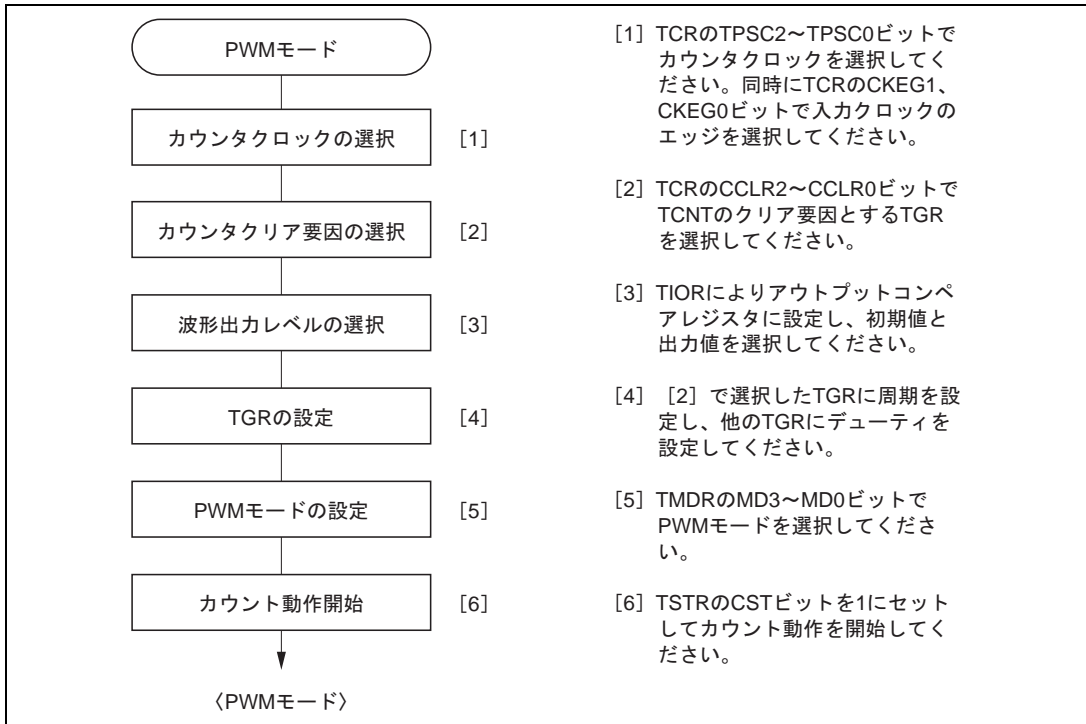 PWMモード
カウンタクロックの選択 [1]
カウンタクリア要因の選択 [2]
波形出力レベルの選択 [3]
TGRの設定 [4]
PWMモードの設定 [5]
カウント動作開始 [6]
〈PWMモード〉
[1] TCRのTPSC2～TPSC0ビットで
カウンタクロックを選択してく
ださい。同時にTCRのCKEG1、
CKEG0ビットで入力クロックの
エッジを選択してください。
[2] TCRのCCLR2～CCLR0ビットで
TCNTのクリア要因とするTGR
を選択してください。
[3] TIORによりアウトプットコンペ
アレジスタに設定し、初期値と
出力値を選択してください。
[4] [2]で選択したTGRに周期を設
定し、他のTGRにデューティを
設定してください。
[5] TMDRのMD3～MD0ビットで
PWMモードを選択してくださ
い。
[6] TSTRのCSTビットを1にセット
してカウント動作を開始してく
ださい。